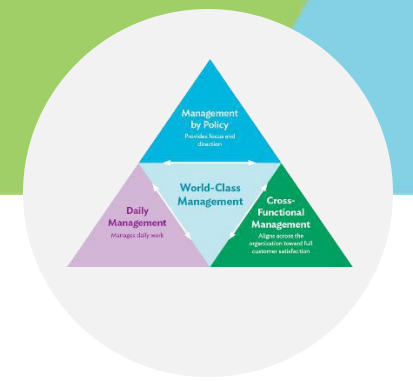 Management
by Policy
Provides focus and
direction
World-Class
Management
Daily
Management
Manages daily work
Cross-
Functional
Management
Aligns across the
organization toward full
customer satisfaction